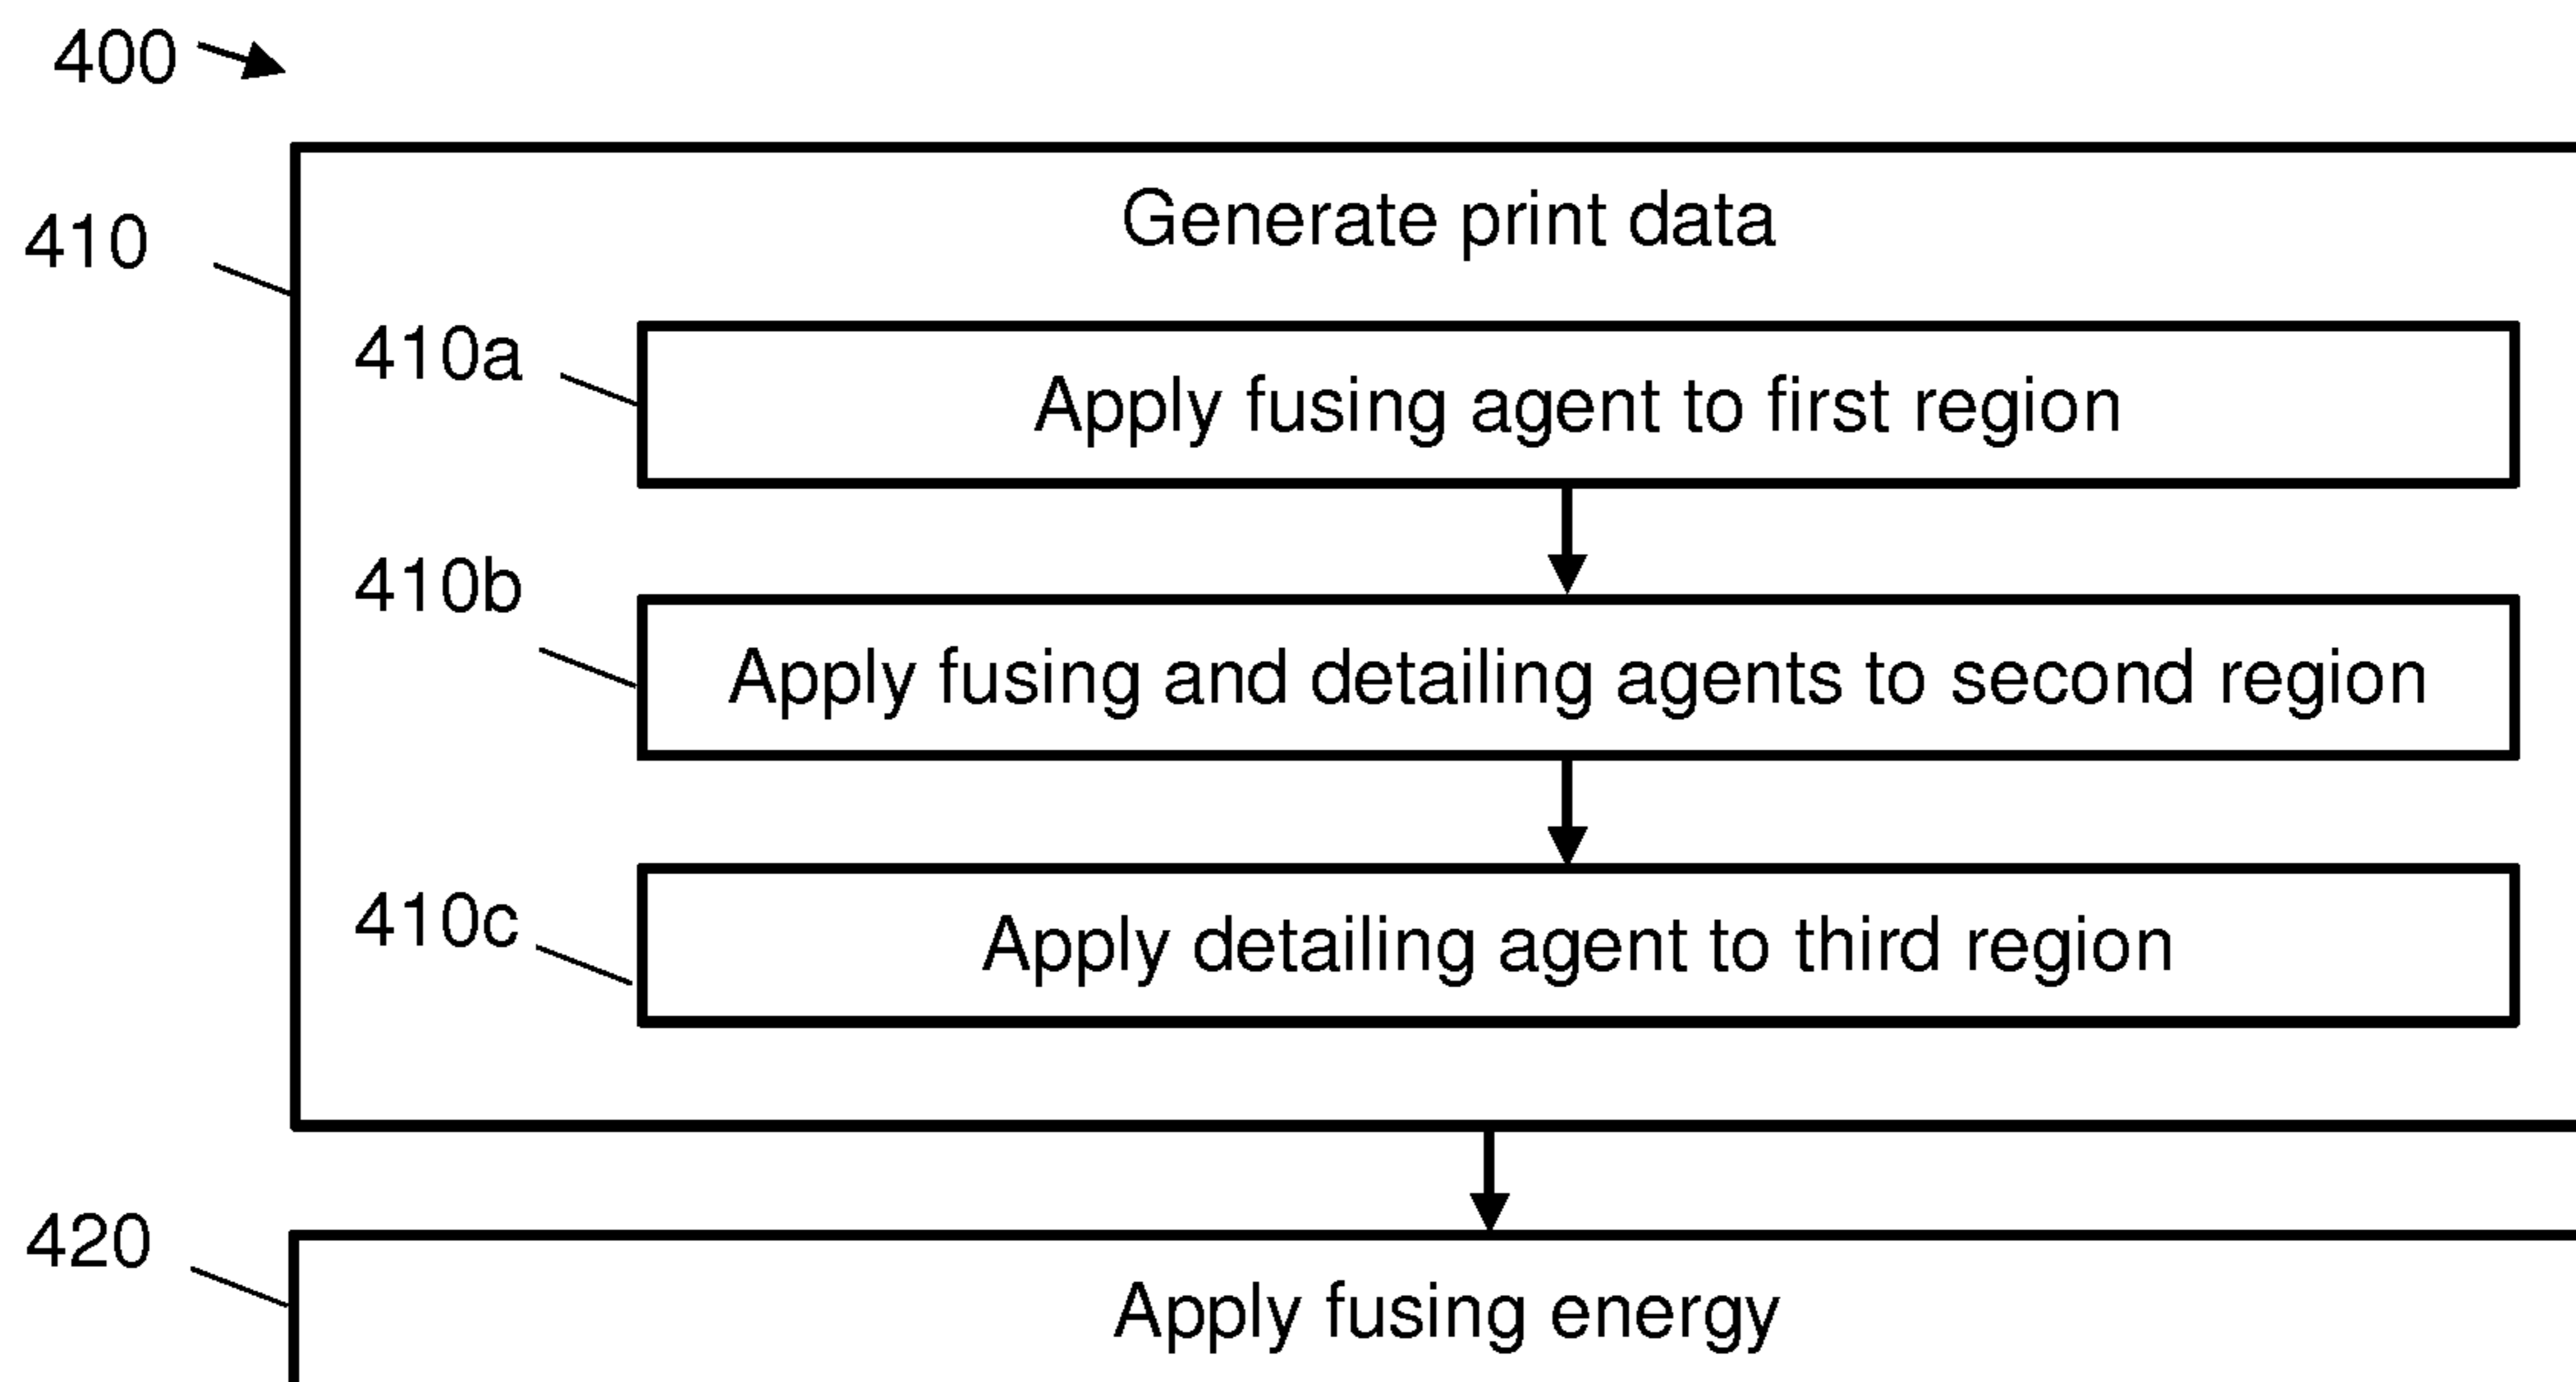 400
410
Generate print data
410a
Apply fusing agent to first region
410b
Apply fusing and detailing agents to second region
410c
Apply detailing agent to third region
420
Apply fusing energy